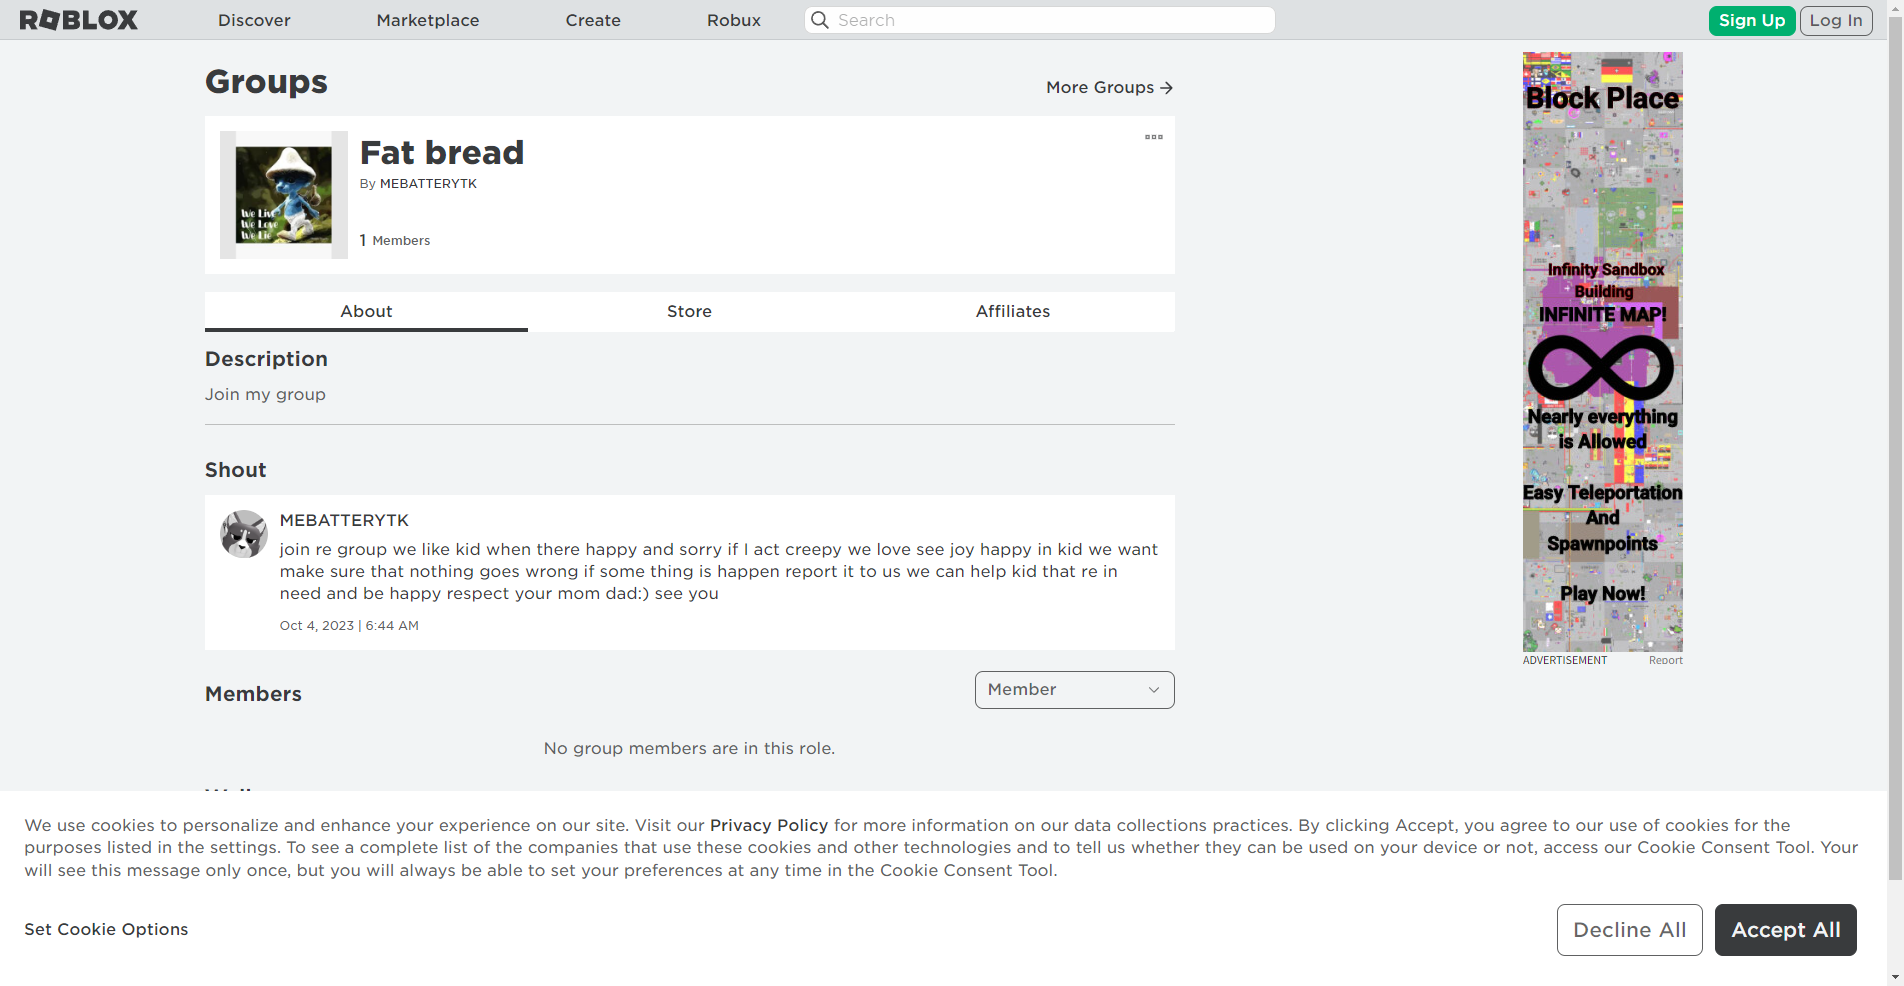 ROBLOX
Discover
Marketplace
Create
Robux
Search
Sign Up
Log In
Groups
More Groups
Fat bread
By MEBATTERYTK
We Live
We Love
We Lie
1 Members
About
Store
Affiliates
Description
Join my group
Shout
MEBATTERYTK
join re group we like kid when there happy and sorry if I act creepy we love see joy happy in kid we want
make sure that nothing goes wrong if some thing is happen report it to us we can help kid that re in
need and be happy respect your mom dad:) see you
Oct 4, 2023 | 6:44 AM
Members
Member
No group members are in this role.
Block Place
Infinity Sandbox
Building
INFINITE MAP!
Nearly everything
is Allowed
Easy Teleportation
And
Spawnpoints
Play Now!
ADVERTISEMENT
Report
We use cookies to personalize and enhance your experience on our site. Visit our Privacy Policy for more information on our data collections practices. By clicking Accept, you agree to our use of cookies for the
purposes listed in the settings. To see a complete list of the companies that use these cookies and other technologies and to tell us whether they can be used on your device or not, access our Cookie Consent Tool. Your
will see this message only once, but you will always be able to set your preferences at any time in the Cookie Consent Tool.
Set Cookie Options
Decline All
Accept All